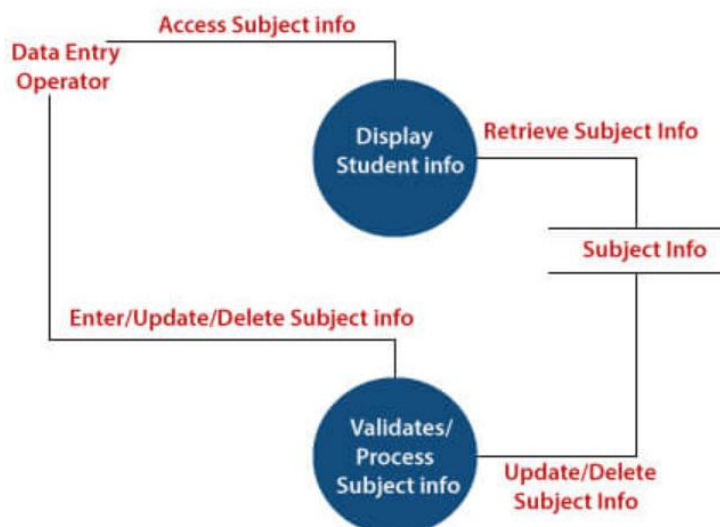 Access Subject info
Data Entry
Operator
Display
Student info
Retrieve Subject Info
Subject Info
Enter/Update/Delete Subject info
Validates/
Process
Subject info
Update/Delete
Subject Info